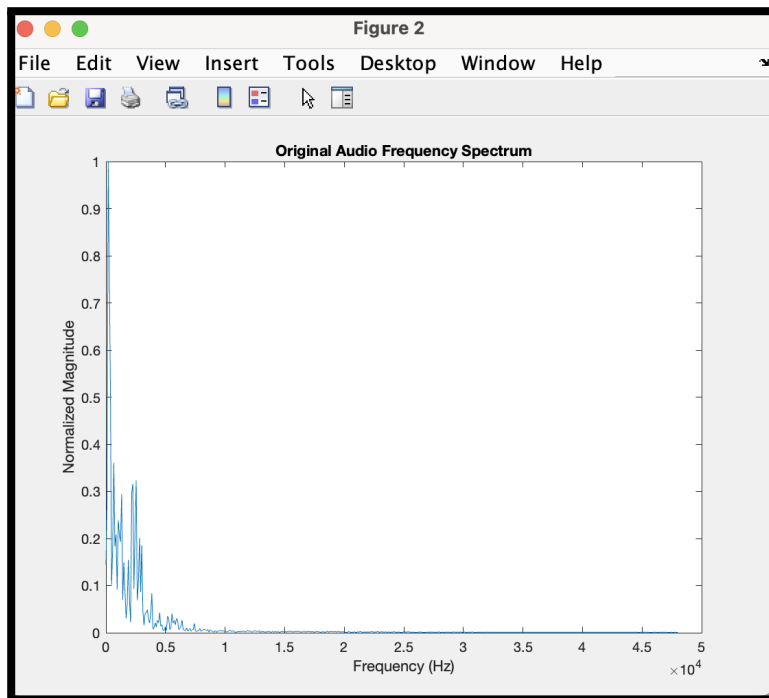 Figure 2
File Edit View Insert Tools Desktop Window Help
Original Audio Frequency Spectrum
1
0.9
0.8
0.7
0.6
0.5
0.4
0.3
0.2
0.1
0
Normalized Magnitude
0 0.5 1 1.5 2 2.5 3 3.5 4 4.5 5
Frequency (Hz)
×10⁴